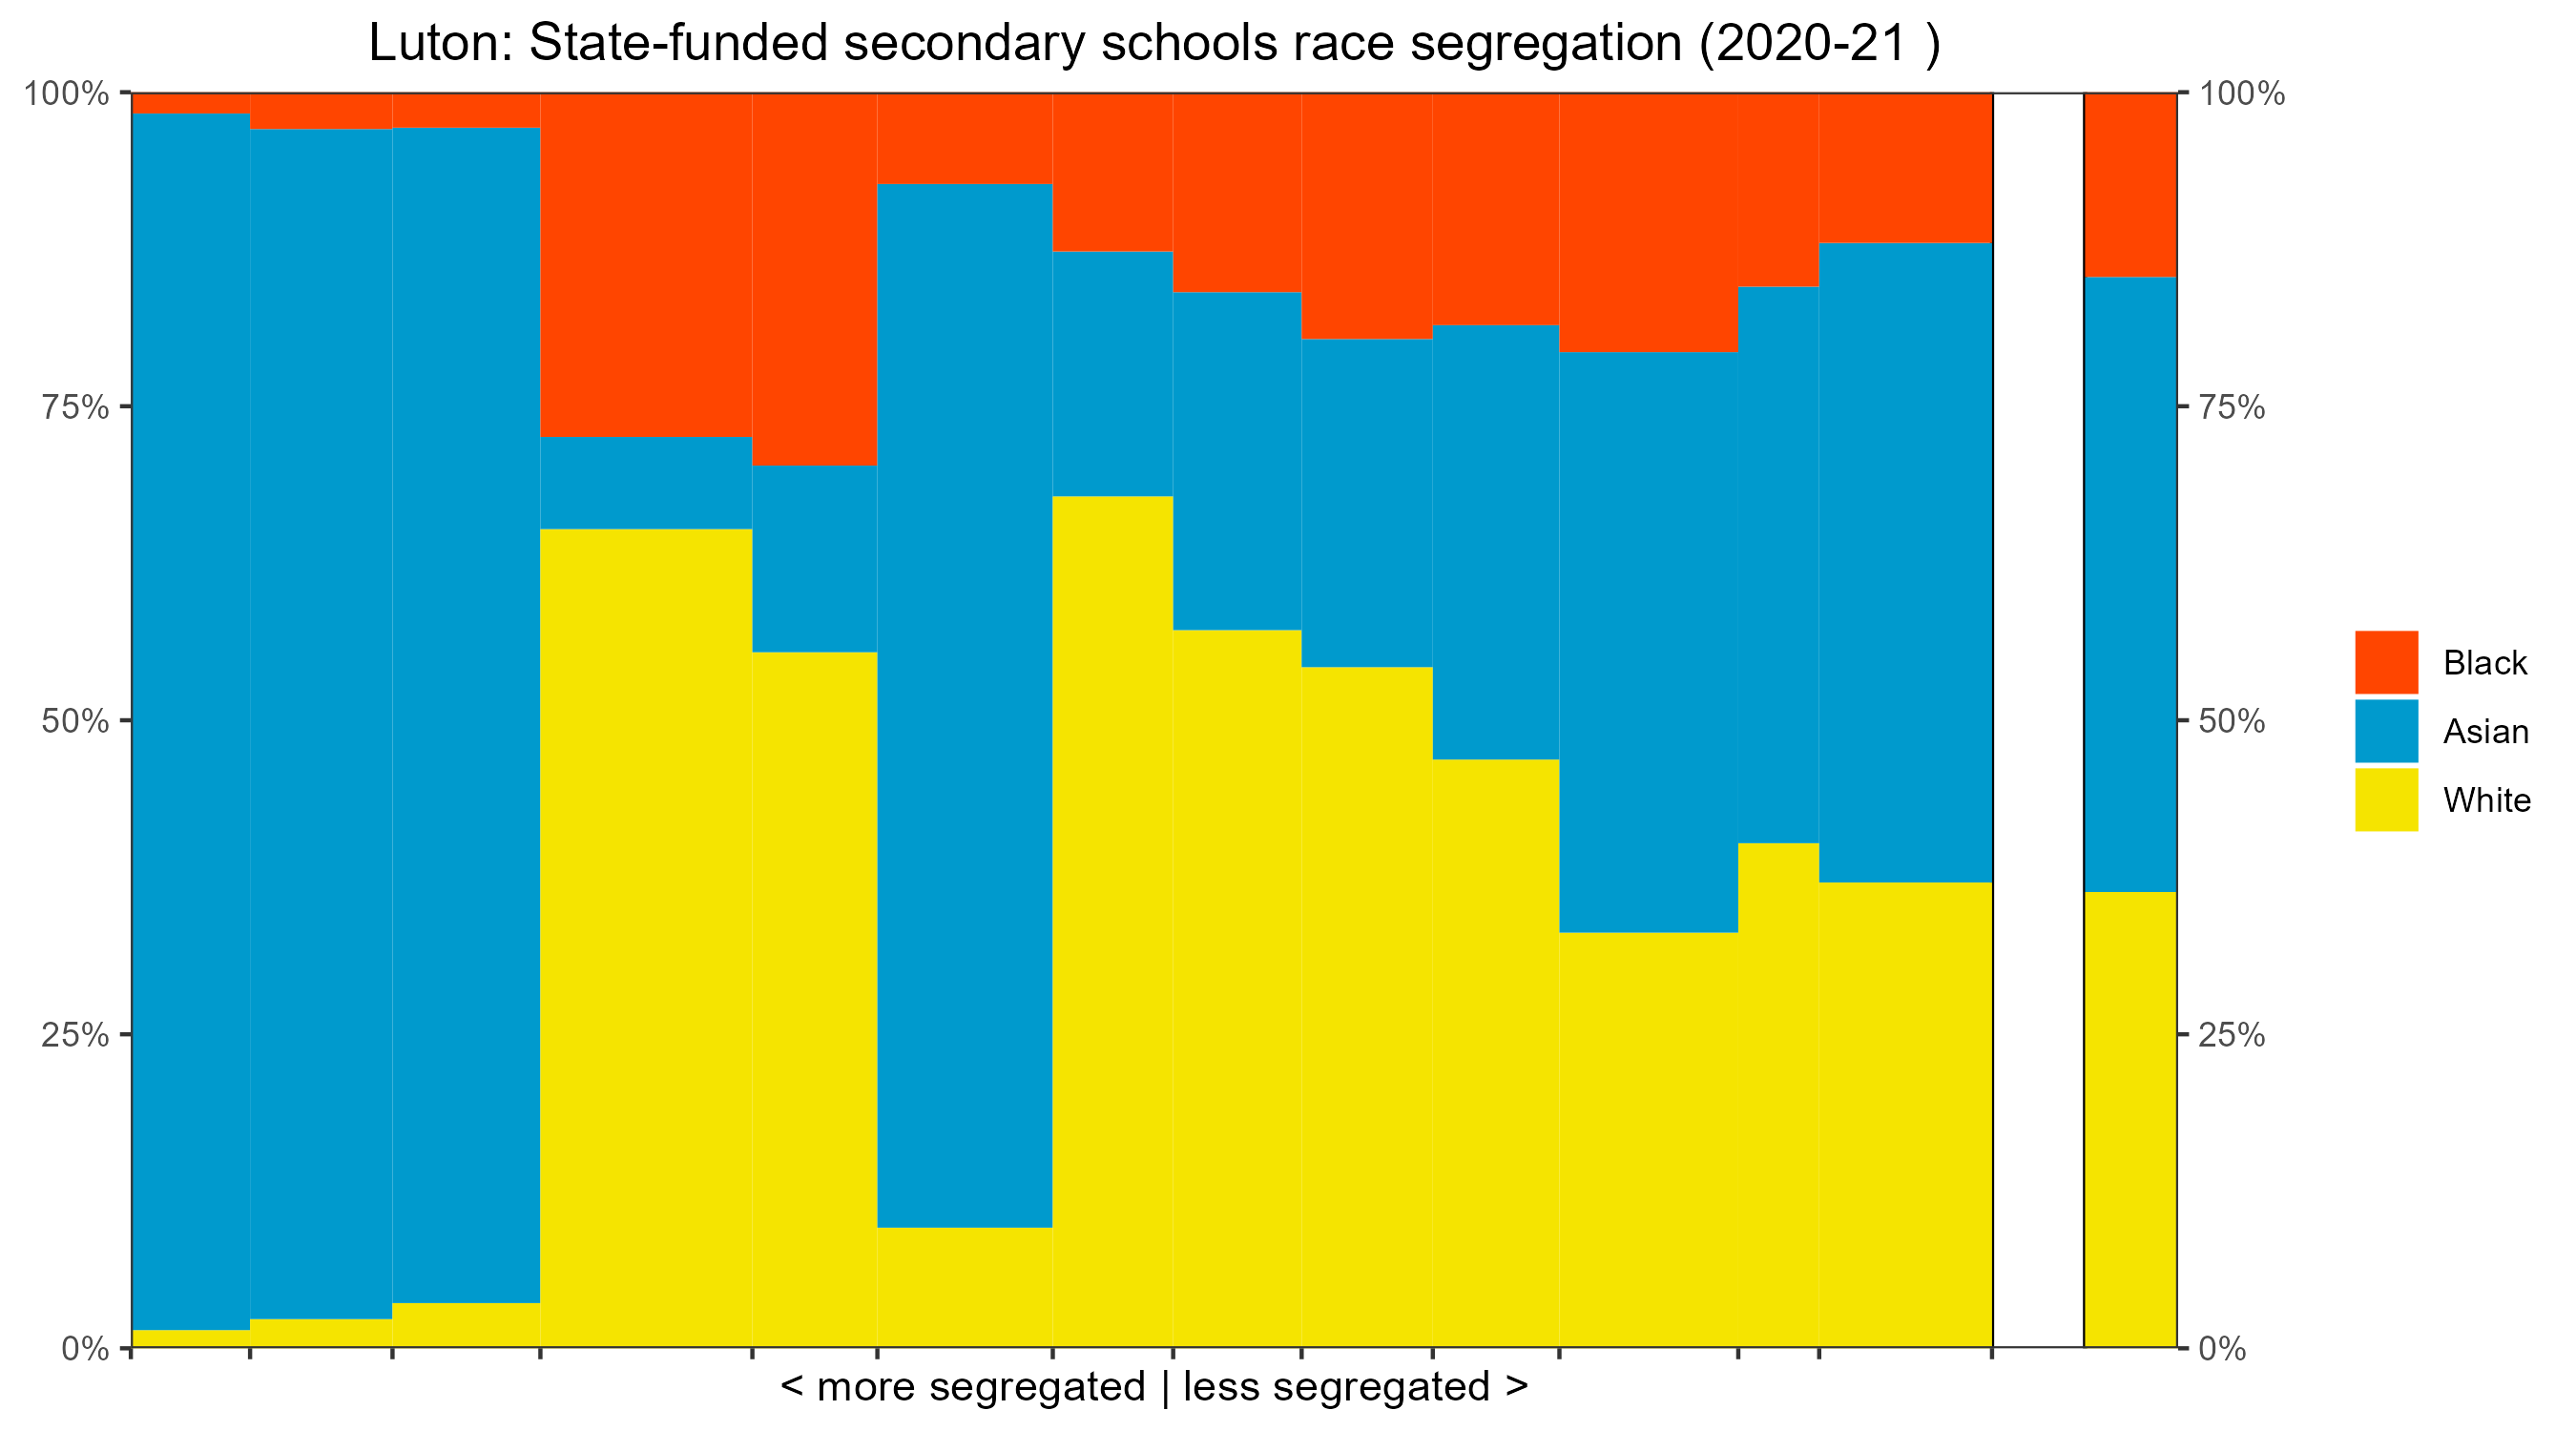 Luton: State-funded secondary schools race segregation (2020-21 )
100%
75%
50%
25%
0%
100%
75%
50%
25%
0%
Black
Asian
White
< more segregated | less segregated >